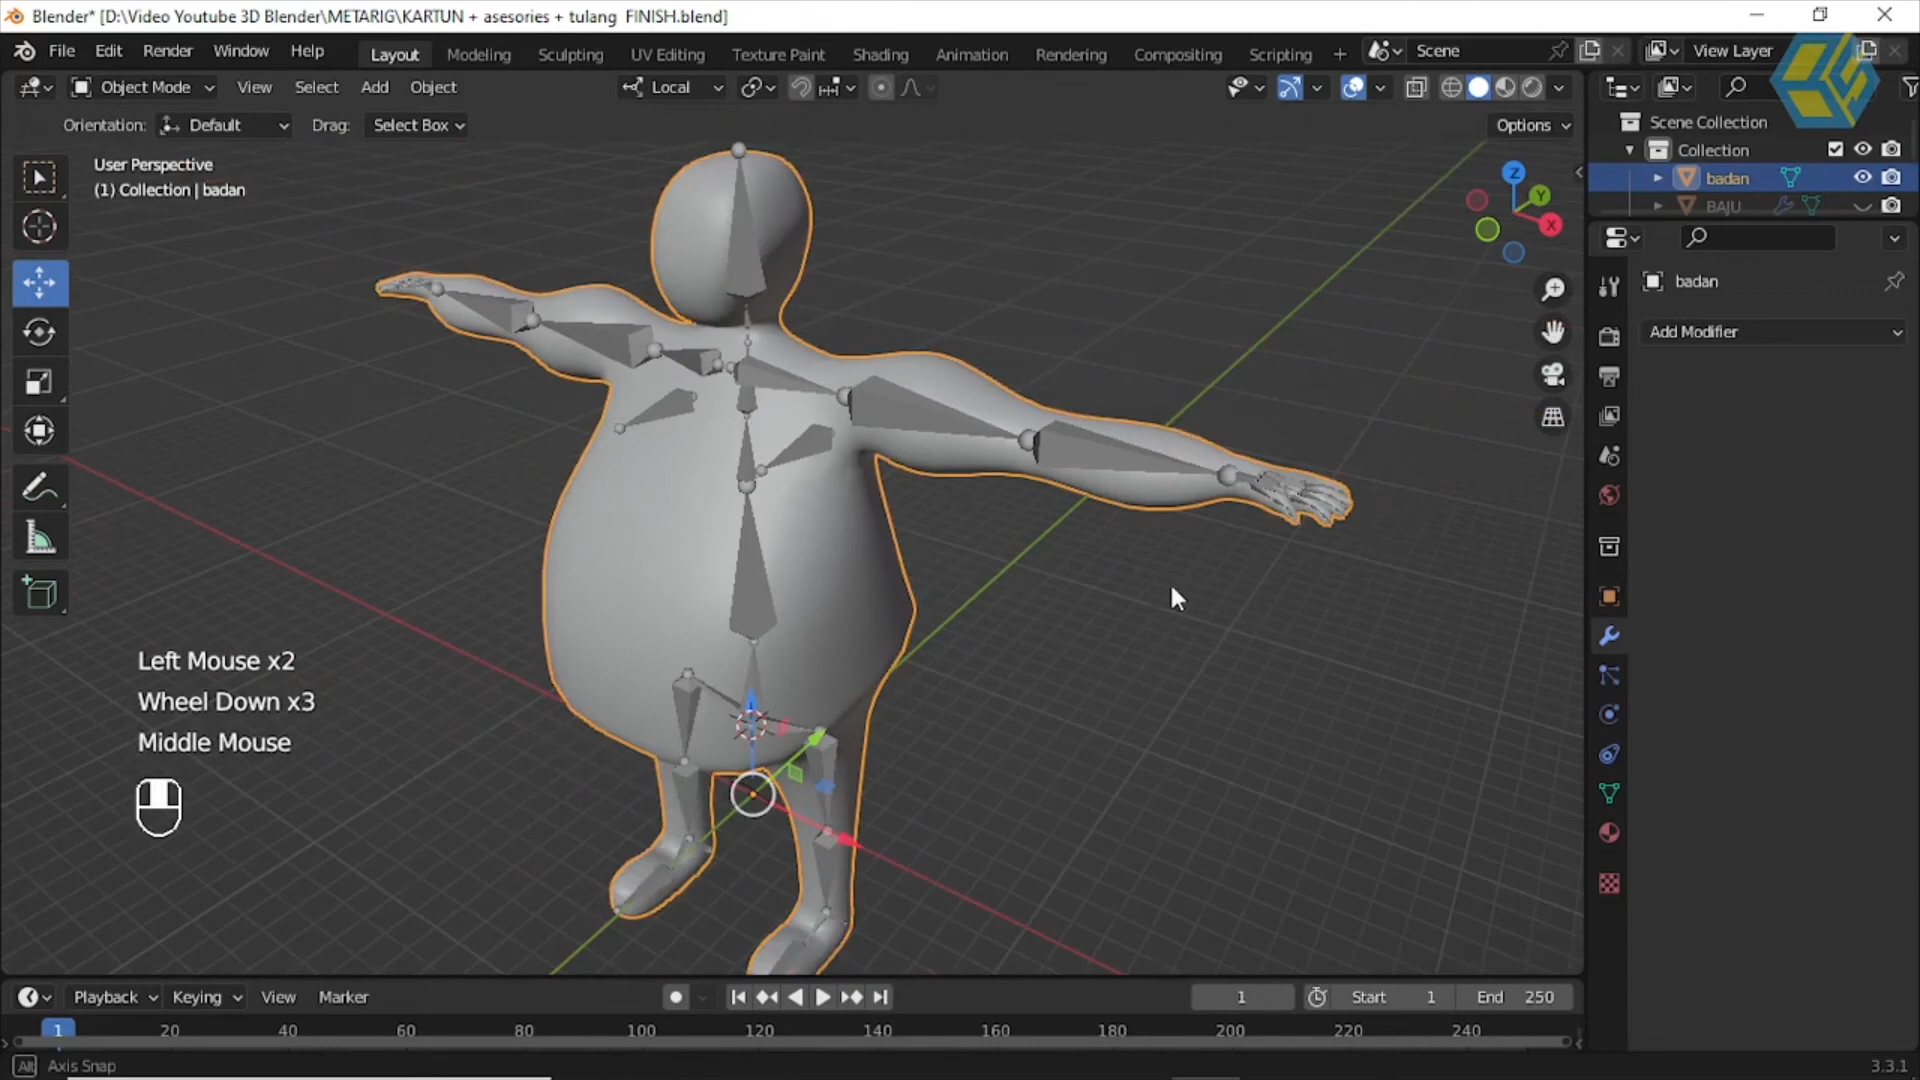 Blender* [D:\Video Youtube 3D Blender\METARIG\KARTUN + asesories + tulang  FINISH.blend]
File Edit Render Window Help Layout Modeling Sculpting UV Editing Texture Paint Shading Animation Rendering Compositing Scripting + Scene View Layer
Object Mode View Select Add Object Local
Orientation: Default Drag: Select Box Options
Scene Collection
Collection
badan
BAJU
User Perspective
(1) Collection | badan
Z
Y
X
badan
Add Modifier
Left Mouse x2
Wheel Down x3
Middle Mouse
Playback Keying View Marker 1 Start 1 End 250
1 20 40 60 80 100 120 140 160 180 200 220 240
Alt Axis Snap 3.3.1